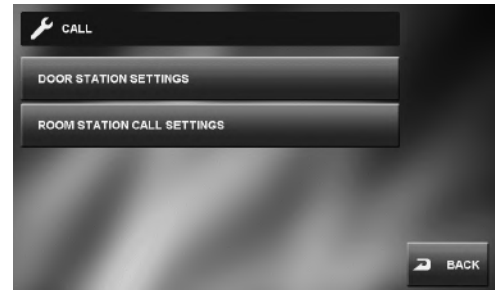 CALL
DOOR STATION SETTINGS
ROOM STATION CALL SETTINGS
BACK